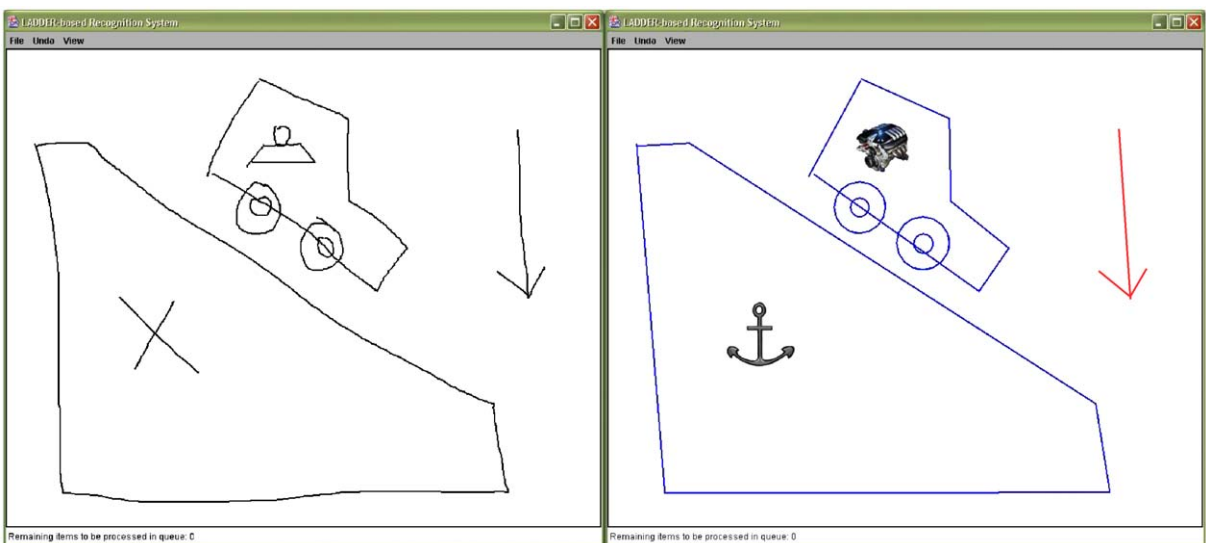 LADDER-based Recognition System
File Undo View
Remaining items to be processed in queue: 0
LADDER-based Recognition System
File Undo View
Remaining items to be processed in queue: 0